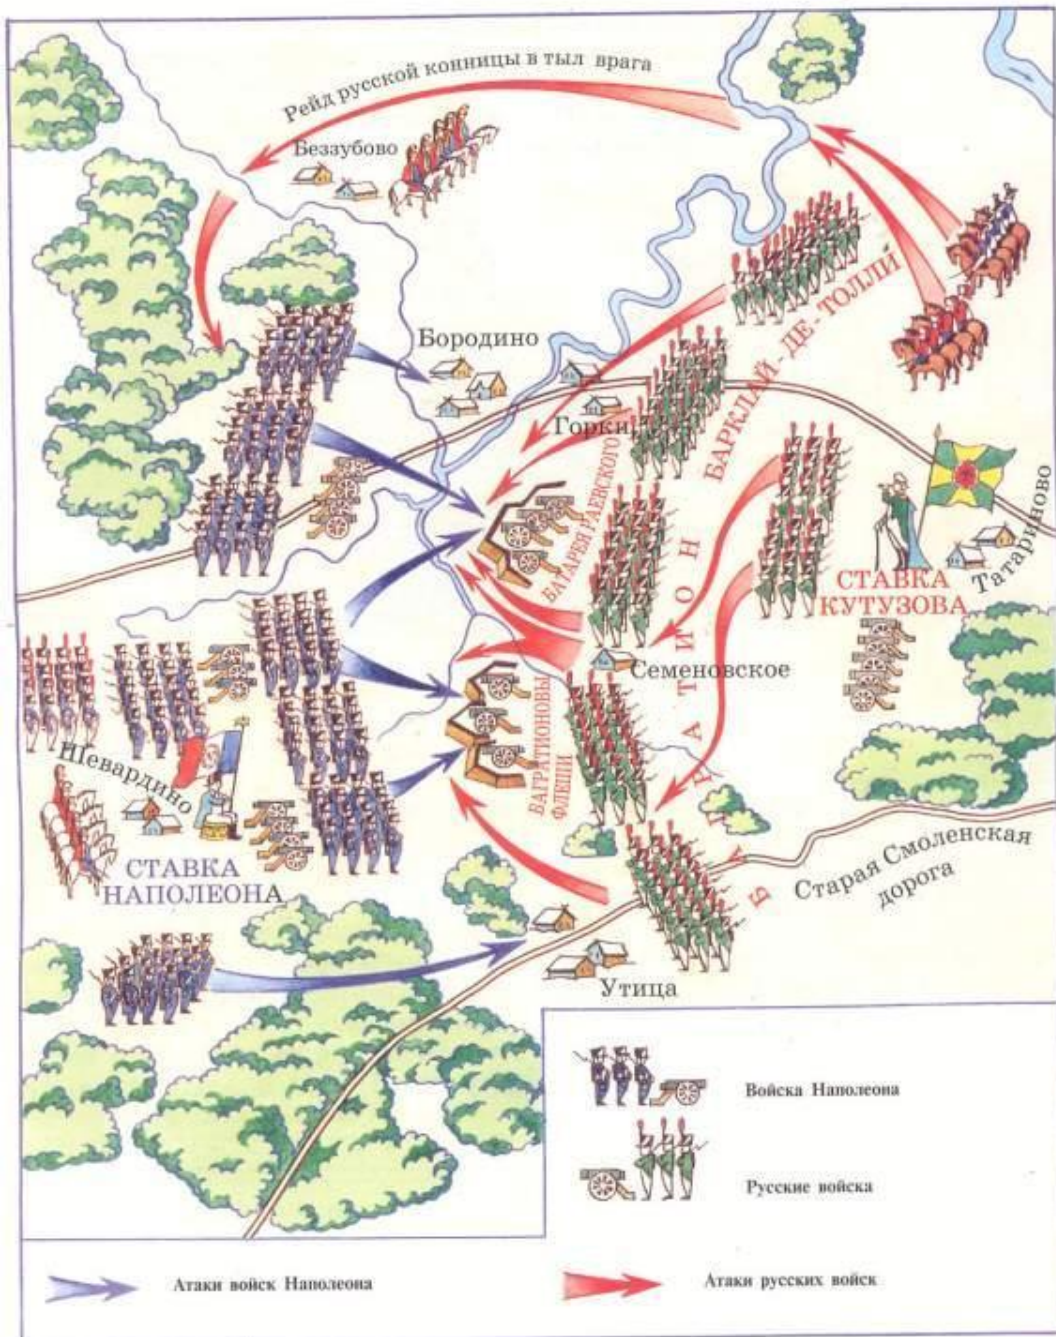 Рейд русской конницы в тыл врага
Беззубово
Бородино
Горки
БАРКЛАЙ - ДЕ - ТОЛЛИ́
БАТАРЕЯ РАЕВСКОГО
СТАВКА
КУТУЗОВА
Татариново
Семеновское
БАГРАТИОН
БАГРАТИОНОВЫ
ФЛЕШИ
Шевардино
СТАВКА
НАПОЛЕОНА
Старая Смоленская
дорога
Утица
Войска Наполеона
Русские войска
Атаки войск Наполеона
Атаки русских войск